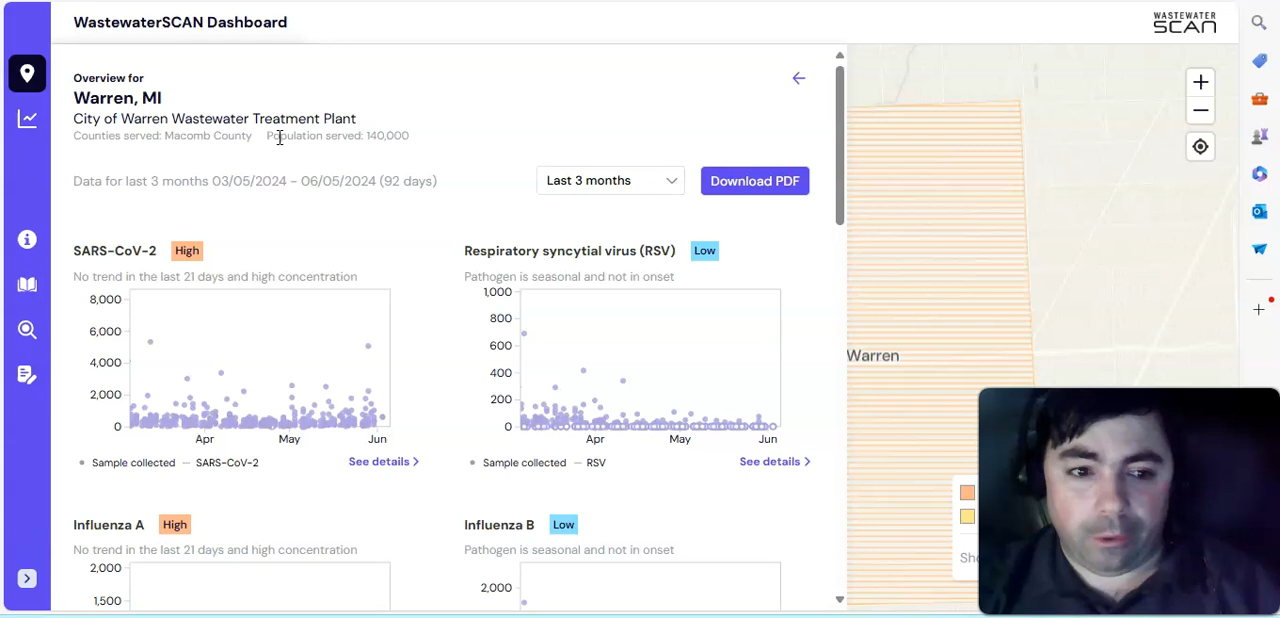 WastewaterSCAN Dashboard
WASTEWATER
SCAN
Overview for
Warren, MI
City of Warren Wastewater Treatment Plant
Counties served: Macomb County Population served: 140,000
Data for last 3 months 03/05/2024 – 06/05/2024 (92 days)
Last 3 months
Download PDF
SARS-CoV-2 High
No trend in the last 21 days and high concentration
8,000
6,000
4,000
2,000
0
Apr May Jun
Sample collected SARS-CoV-2
See details
Respiratory syncytial virus (RSV) Low
Pathogen is seasonal and not in onset
1,000
800
600
400
200
0
Apr May Jun
Sample collected RSV
See details
Influenza A High
No trend in the last 21 days and high concentration
2,000
1,500
Influenza B Low
Pathogen is seasonal and not in onset
2,000
Warren